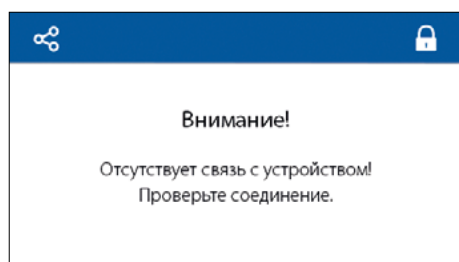 Внимание!
Отсутствует связь с устройством!
Проверьте соединение.